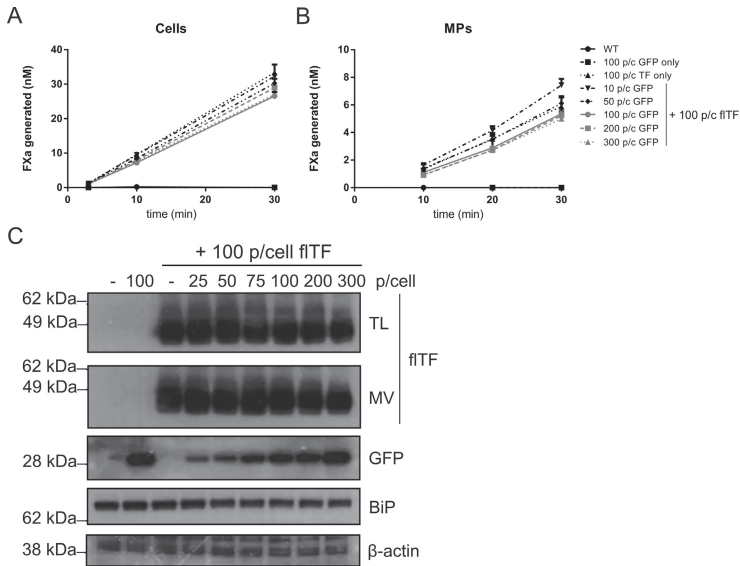 A
B
Cells
MPs
FXa generated (nM)
40
30
20
10
0
0
10
20
30
time (min)
FXa generated (nM)
10
8
6
4
2
0
0
10
20
30
time (min)
WT
100 p/c GFP only
100 p/c TF only
10 p/c GFP
50 p/c GFP
100 p/c GFP
200 p/c GFP
300 p/c GFP
+ 100 p/c flTF
C
+ 100 p/cell flTF
- 100 - 25 50 75 100 200 300 p/cell
62 kDa
49 kDa
TL
62 kDa
49 kDa
MV
flTF
28 kDa
GFP
62 kDa
BiP
38 kDa
β-actin